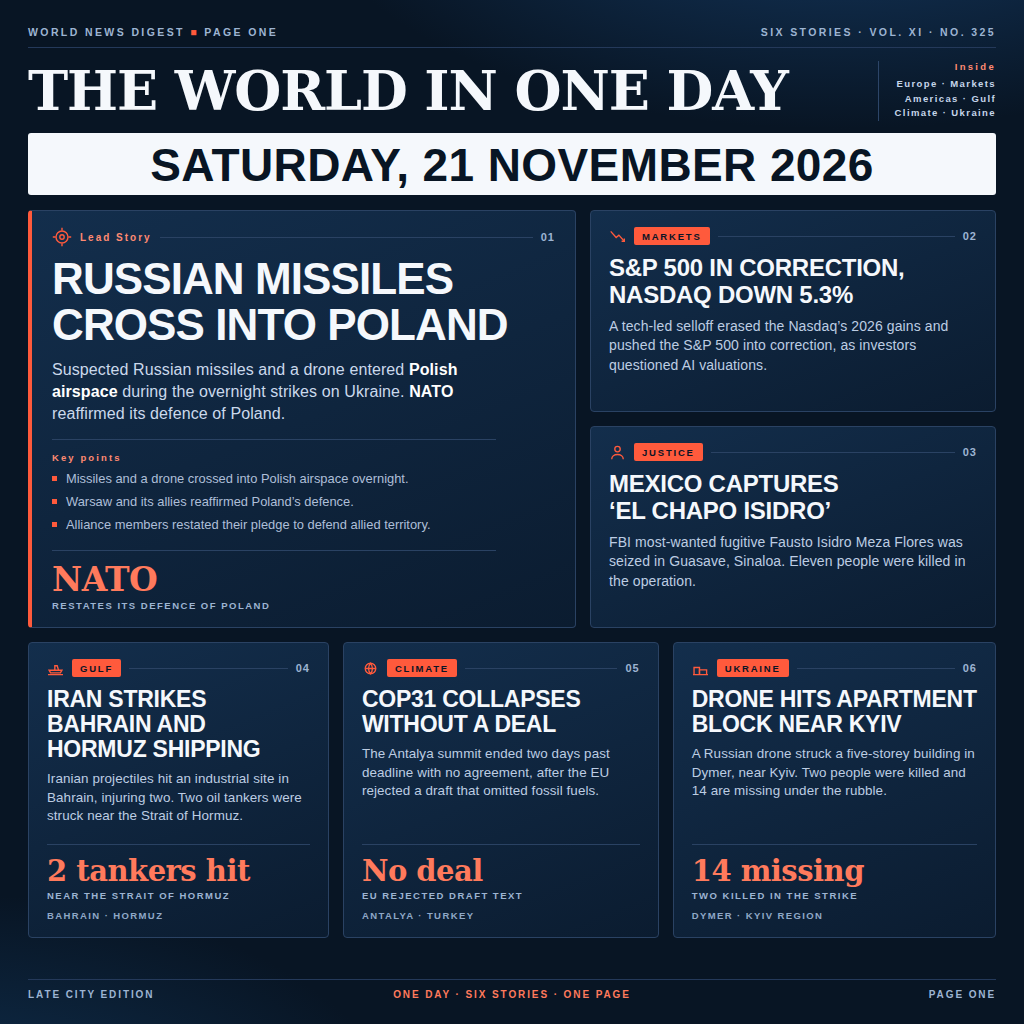 WORLD NEWS DIGEST ■ PAGE ONE
SIX STORIES · VOL. XI · NO. 325
THE WORLD IN ONE DAY
Inside
Europe · Markets
Americas · Gulf
Climate · Ukraine
SATURDAY, 21 NOVEMBER 2026
Lead Story
01
RUSSIAN MISSILES
CROSS INTO POLAND
Suspected Russian missiles and a drone entered Polish
airspace during the overnight strikes on Ukraine. NATO
reaffirmed its defence of Poland.
Key points
Missiles and a drone crossed into Polish airspace overnight.
Warsaw and its allies reaffirmed Poland’s defence.
Alliance members restated their pledge to defend allied territory.
NATO
RESTATES ITS DEFENCE OF POLAND
MARKETS
02
S&P 500 IN CORRECTION,
NASDAQ DOWN 5.3%
A tech-led selloff erased the Nasdaq’s 2026 gains and
pushed the S&P 500 into correction, as investors
questioned AI valuations.
JUSTICE
03
MEXICO CAPTURES
‘EL CHAPO ISIDRO’
FBI most-wanted fugitive Fausto Isidro Meza Flores was
seized in Guasave, Sinaloa. Eleven people were killed in
the operation.
GULF
04
IRAN STRIKES
BAHRAIN AND
HORMUZ SHIPPING
Iranian projectiles hit an industrial site in
Bahrain, injuring two. Two oil tankers were
struck near the Strait of Hormuz.
2 tankers hit
NEAR THE STRAIT OF HORMUZ
BAHRAIN · HORMUZ
CLIMATE
05
COP31 COLLAPSES
WITHOUT A DEAL
The Antalya summit ended two days past
deadline with no agreement, after the EU
rejected a draft that omitted fossil fuels.
No deal
EU REJECTED DRAFT TEXT
ANTALYA · TURKEY
UKRAINE
06
DRONE HITS APARTMENT
BLOCK NEAR KYIV
A Russian drone struck a five-storey building in
Dymer, near Kyiv. Two people were killed and
14 are missing under the rubble.
14 missing
TWO KILLED IN THE STRIKE
DYMER · KYIV REGION
LATE CITY EDITION
ONE DAY · SIX STORIES · ONE PAGE
PAGE ONE